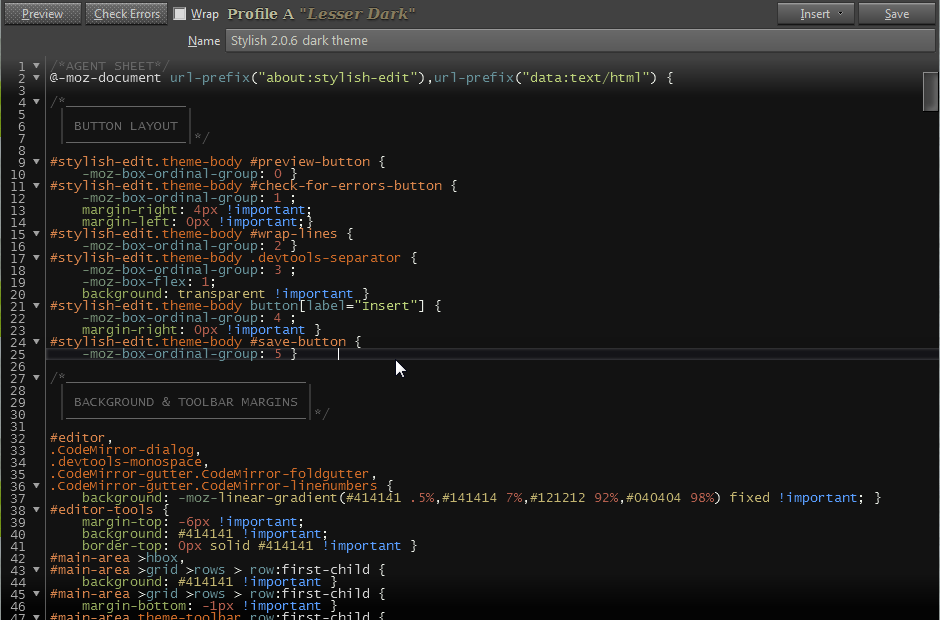 Preview Check Errors Wrap Profile A "Lesser Dark" Insert Save
Name Stylish 2.0.6 dark theme
1 /*AGENT SHEET*/
2 @-moz-document url-prefix("about:stylish-edit"),url-prefix("data:text/html") {
3
4 /*
5
6 BUTTON LAYOUT
7 */
8
9 #stylish-edit.theme-body #preview-button {
10 -moz-box-ordinal-group: 0 }
11 #stylish-edit.theme-body #check-for-errors-button {
12 -moz-box-ordinal-group: 1 ;
13 margin-right: 4px !important;
14 margin-left: 0px !important;}
15 #stylish-edit.theme-body #wrap-lines {
16 -moz-box-ordinal-group: 2 }
17 #stylish-edit.theme-body .devtools-separator {
18 -moz-box-ordinal-group: 3 ;
19 -moz-box-flex: 1;
20 background: transparent !important }
21 #stylish-edit.theme-body button[label="Insert"] {
22 -moz-box-ordinal-group: 4 ;
23 margin-right: 0px !important }
24 #stylish-edit.theme-body #save-button {
25 -moz-box-ordinal-group: 5 }
26
27 /*
28
29 BACKGROUND & TOOLBAR MARGINS
30 */
31
32 #editor,
33 .CodeMirror-dialog,
34 .devtools-monospace,
35 .CodeMirror-gutter.CodeMirror-foldgutter,
36 .CodeMirror-gutter.CodeMirror-linenumbers {
37 background: -moz-linear-gradient(#414141 .5%,#141414 7%,#121212 92%,#040404 98%) fixed !important; }
38 #editor-tools {
39 margin-top: -6px !important;
40 background: #414141 !important;
41 border-top: 0px solid #414141 !important }
42 #main-area >hbox,
43 #main-area >grid >rows > row:first-child {
44 background: #414141 !important }
45 #main-area >grid >rows > row:first-child {
46 margin-bottom: -1px !important }
47 #main-area theme-toolbar row:first-child {